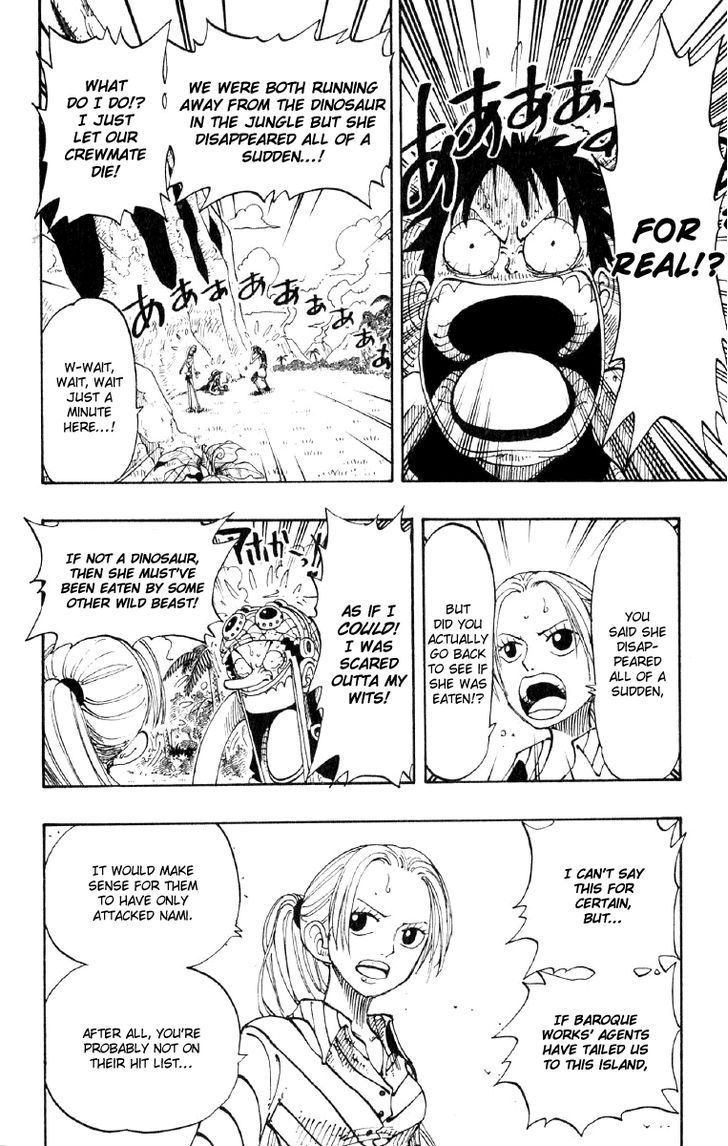 FOR
REAL!?
ああああああ
WE WERE BOTH RUNNING
AWAY FROM THE DINOSAUR
IN THE JUNGLE BUT SHE
DISAPPEARED ALL OF A
SUDDEN...!
WHAT
DO I DO!?
I JUST
LET OUR
CREWMATE
DIE!
ああああああああ
W-WAIT,
WAIT, WAIT
JUST A
MINUTE
HERE...!
YOU
SAID SHE
DISAP-
PEARED
ALL OF A
SUDDEN,
BUT
DID YOU
ACTUALLY
GO BACK
TO SEE IF
SHE WAS
EATEN!?
AS IF I
COULD!
I WAS
SCARED
OUTTA MY
WITS!
アホかーっ
IF NOT A DINOSAUR,
THEN SHE MUST'VE
BEEN EATEN BY SOME
OTHER WILD BEAST!
I CAN'T SAY
THIS FOR
CERTAIN,
BUT...
IF BAROQUE
WORKS' AGENTS
HAVE TAILED US
TO THIS ISLAND,
IT WOULD MAKE
SENSE FOR THEM
TO HAVE ONLY
ATTACKED NAMI.
AFTER ALL, YOU'RE
PROBABLY NOT ON
THEIR HIT LIST...